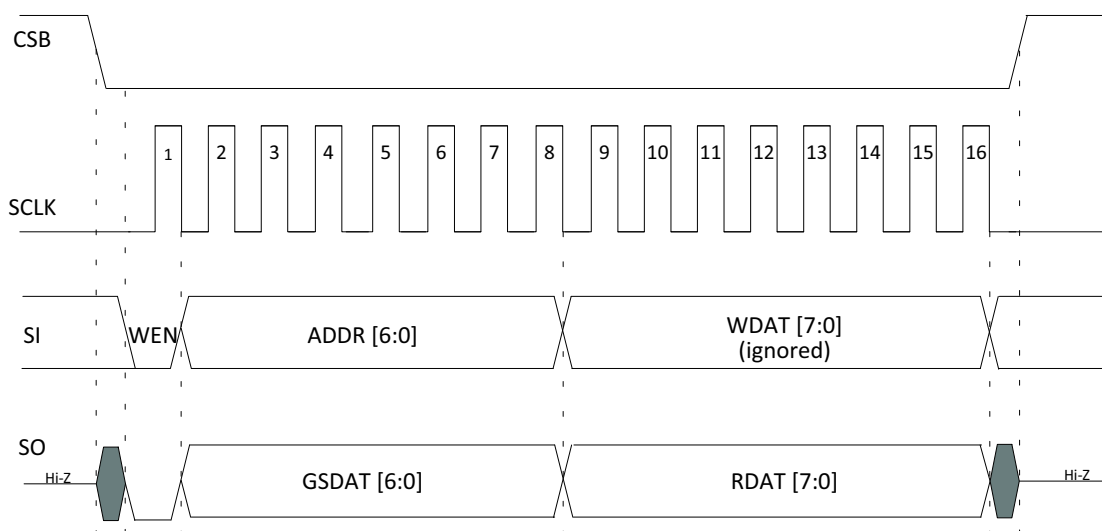 CSB
1 2 3 4 5 6 7 8 9 10 11 12 13 14 15 16
SCLK
SI
WEN
ADDR [6:0]
WDAT [7:0]
(ignored)
SO
Hi-Z
GSDAT [6:0]
RDAT [7:0]
Hi-Z